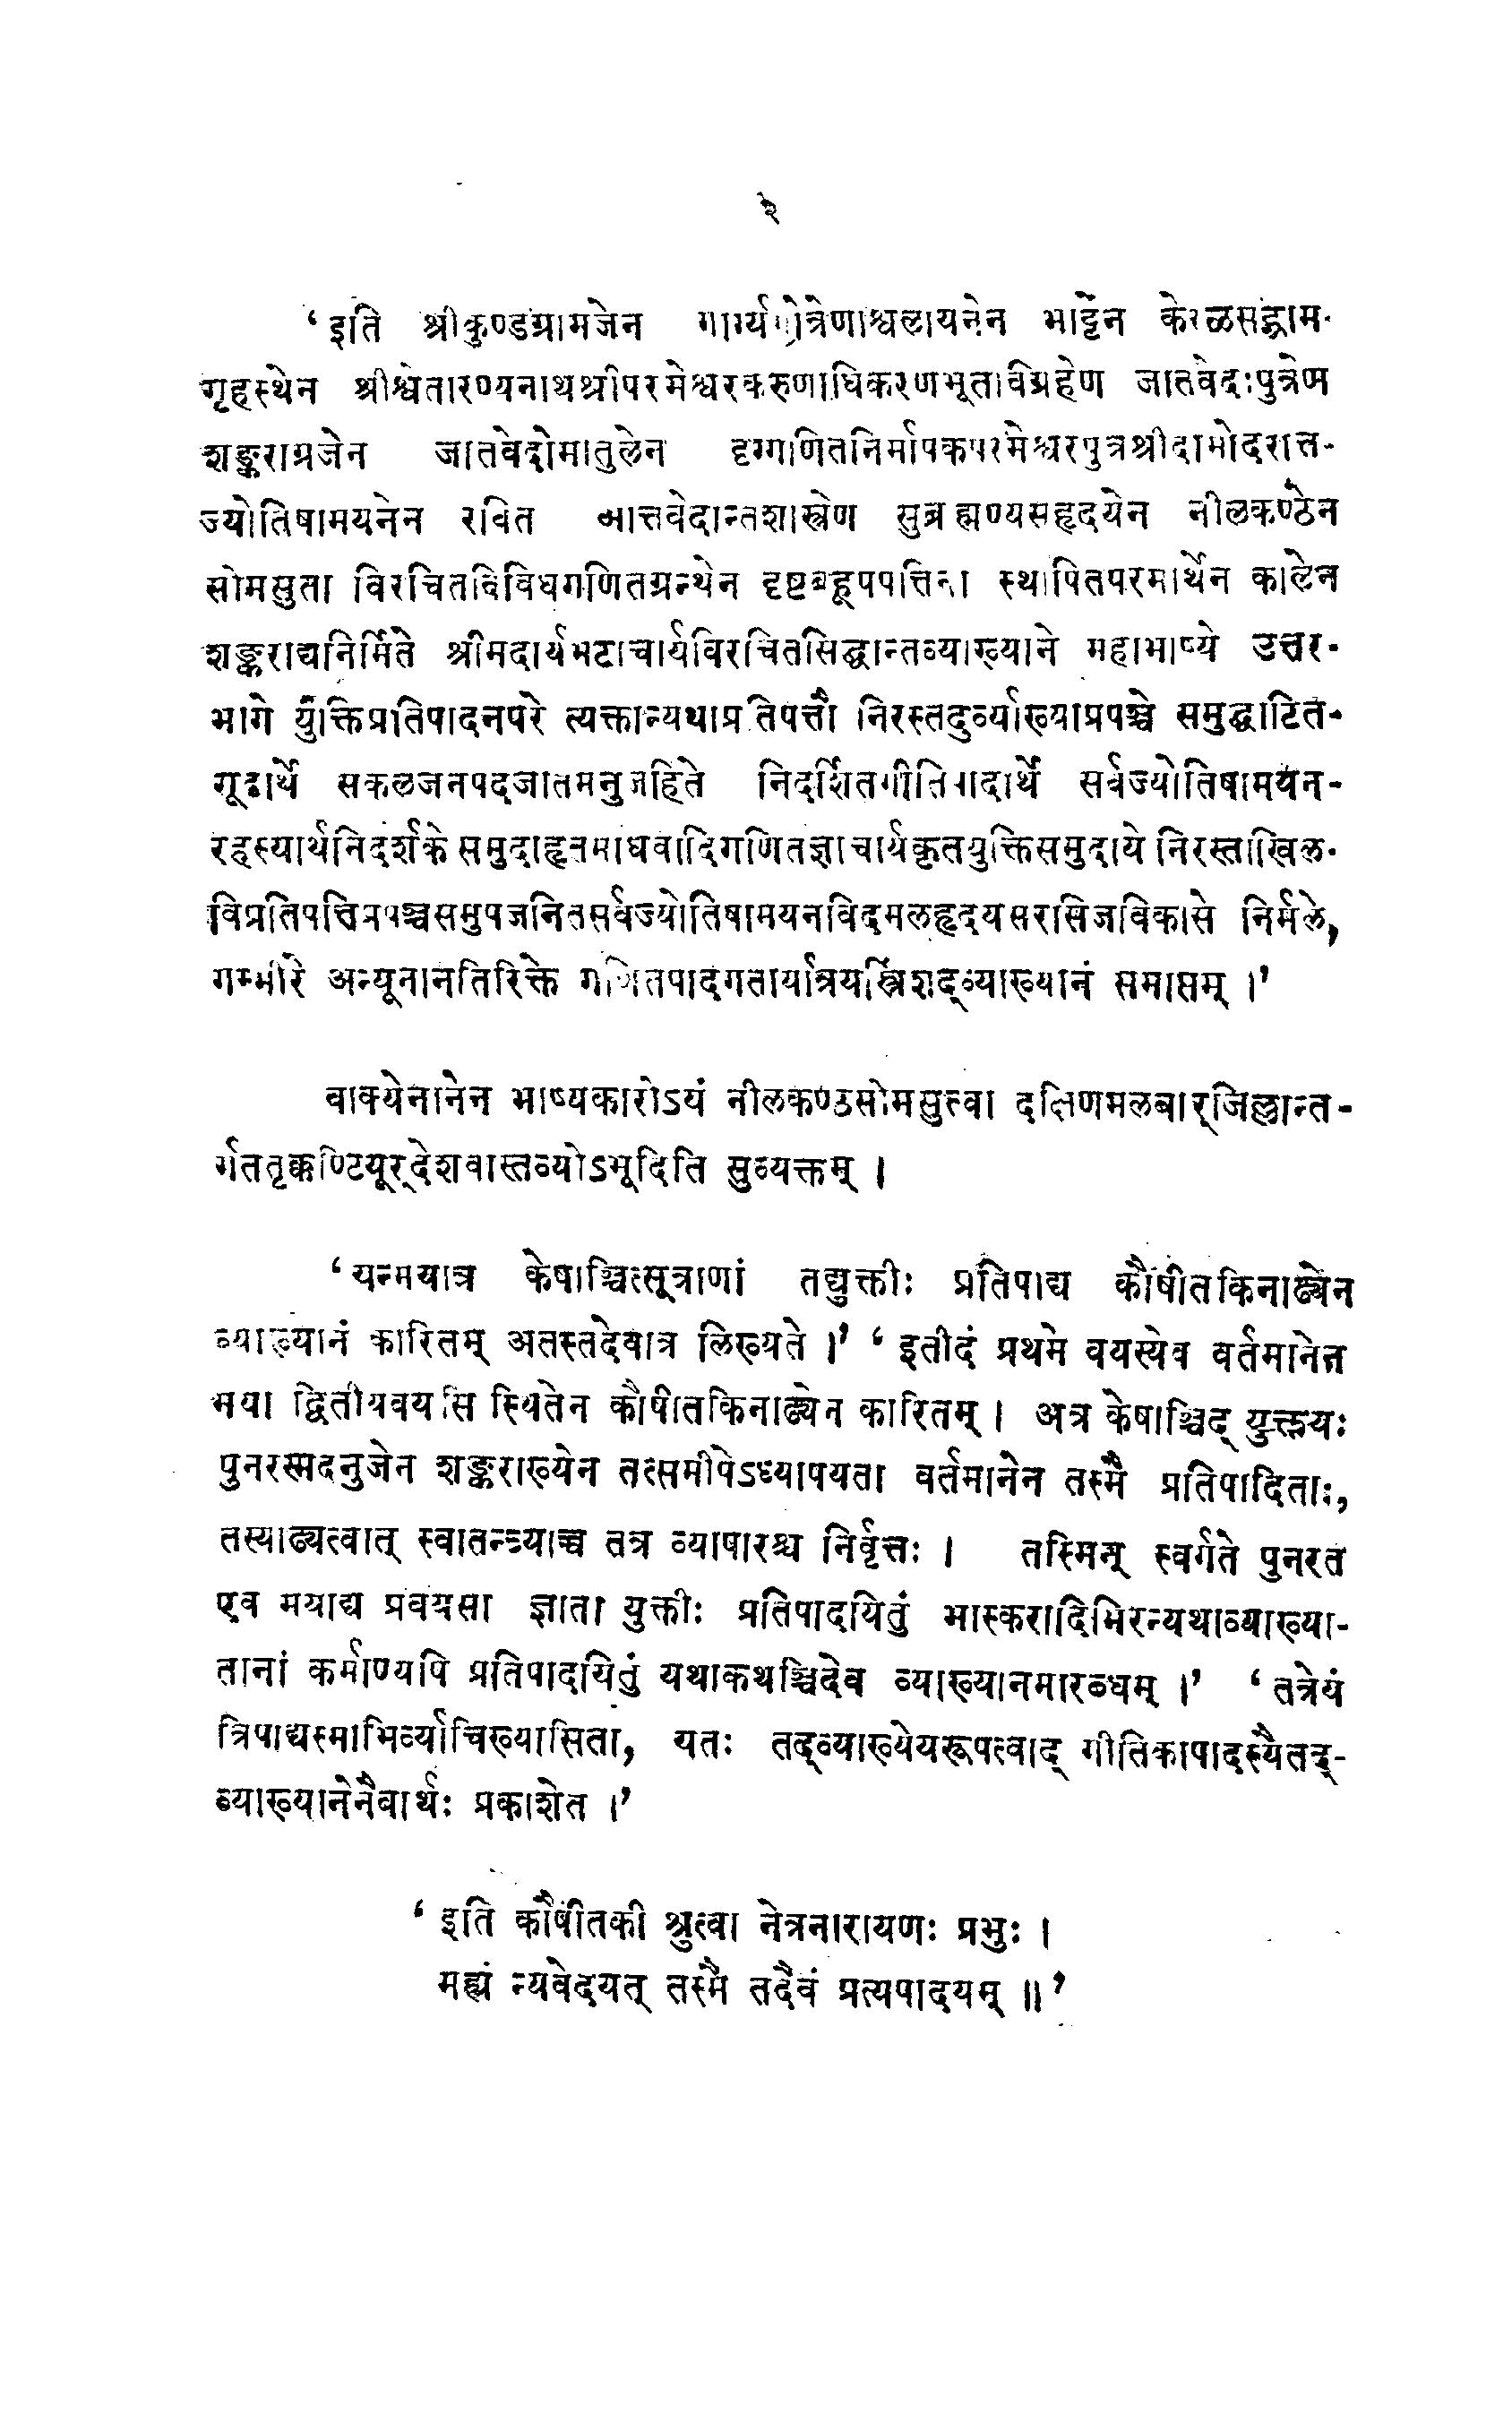 २
‘ इति श्रीकुण्डग्रामजेन गार्ग्यगोत्रेणाश्वलायनेन भाट्टेन केरळसद्ग्राम-
गृहस्थेन श्रीश्वेतारण्यनाथश्रीपरमेश्वरकरुणाधिकरणभूतविग्रहेण जातवेदःपुत्रेण
शङ्कराग्रजेन जातवेदोमातुलेन दृग्गणितनिर्मापकपरमेश्वरपुत्रश्रीदामोदरात्त-
ज्योतिषामयनेन रवित आत्तवेदान्तशास्त्रेण सुब्रह्मण्यसहृदयेन नीलकण्ठेन
सोमसुता विरचितविविधगणितग्रन्थेन दृष्टबहूपपत्तिना स्थापितपरमार्थेन कालेन
शङ्कराद्यनिर्मिते श्रीमदार्यभटाचार्यविरचितसिद्धान्तव्याख्याने महाभाष्ये उत्तर-
भागे युक्तिप्रतिपादनपरे त्यक्तान्यथाप्रतिपत्तौ निरस्तदुर्व्याख्याप्रपञ्चे समुद्घाटित-
गूढार्थे सकलजनपदजातमनुजहिते निदर्शितगीतिपादार्थे सर्वज्योतिषामयन-
रहस्यार्थनिदर्शके समुदाहृतमाधवादिगणितज्ञाचार्यकृतयुक्तिसमुदाये निरस्ताखिल-
विप्रतिपत्तिप्रपञ्चसमुपजनितसर्वज्योतिषामयनविदमलहृदयसरसिजविकासे निर्मले,
गम्भीरे अन्यूनानतिरिक्ते गणितपादगतार्यात्रयस्त्रिंशद्व्याख्यानं समाप्तम् ।’
वाक्येनानेन भाष्यकारोऽयं नीलकण्ठसोमसुत्वा दक्षिणमलबार्‌जिल्लान्त-
र्गततृक्कण्टियूर्‌देशवास्तव्योऽभूदिति सुव्यक्तम् ।
‘ यन्मयात्र केषाञ्चित्सूत्राणां तद्युक्तीः प्रतिपाद्य कौषीतकिनाढ्येन
व्याख्यानं कारितम् अतस्तदेवात्र लिख्यते ।’ ‘ इतीदं प्रथमे वयस्येव वर्तमानेन
मया द्वितीयवयसि स्थितेन कौषीतकिनाढ्येन कारितम् । अत्र केषाञ्चिद् युक्तयः
पुनरस्मदनुजेन शङ्कराख्येन तत्समीपेऽध्यापयता वर्तमानेन तस्मै प्रतिपादिताः,
तस्याढ्यत्वात् स्वातन्त्र्याच्च तत्र व्यापारश्च निर्वृत्तः । तस्मिन् स्वर्गते पुनरत
एव मयाद्य प्रवयसा ज्ञाता युक्तीः प्रतिपादयितुं भास्करादिभिरन्यथाव्याख्या-
तानां कर्माण्यपि प्रतिपादयितुं यथाकथञ्चिदेव व्याख्यानमारब्धम् ।’ ‘ तत्रेयं
त्रिपाद्यस्माभिर्व्याचिख्यासिता, यतः तद्व्याख्येयरूपत्वाद् गीतिकापादस्यैतद्-
व्याख्यानेनैवार्थः प्रकाशेत ।’
‘ इति कौषीतकी श्रुत्वा नेत्रनारायणः प्रभुः ।
मह्यं न्यवेदयत् तस्मै तदैवं प्रत्यपादयम् ॥’